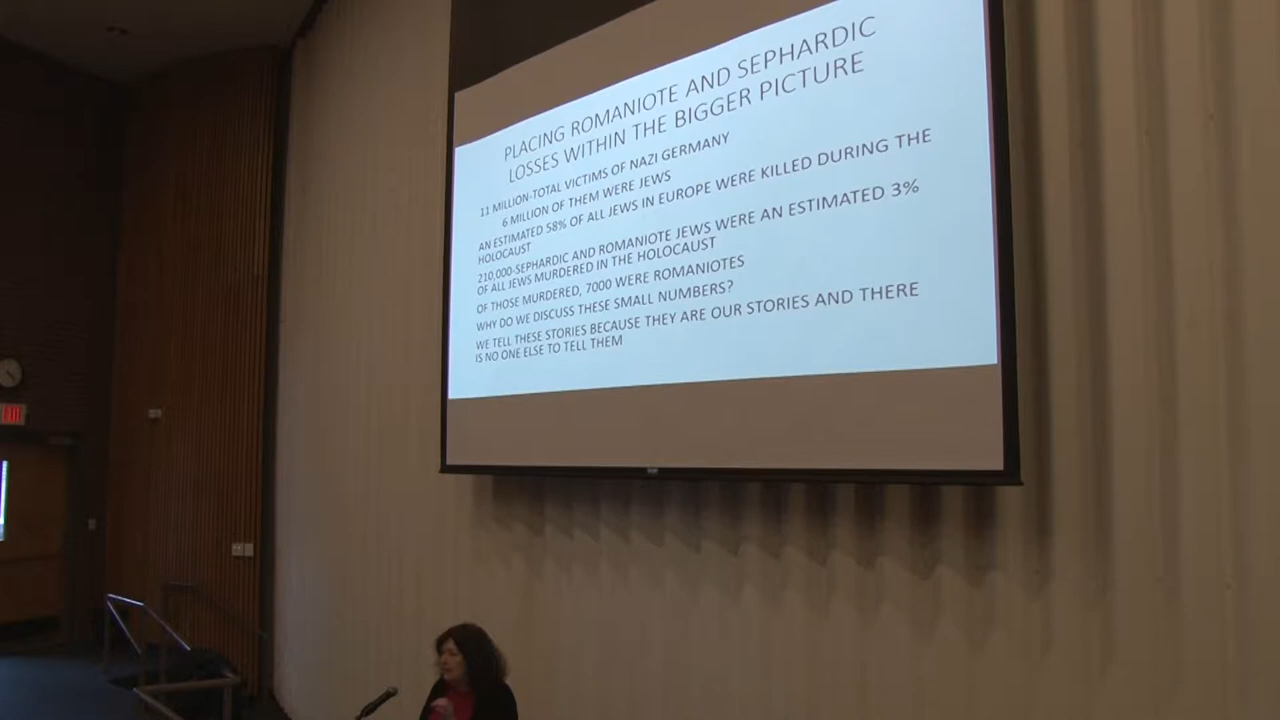 PLACING ROMANIOTE AND SEPHARDIC
LOSSES WITHIN THE BIGGER PICTURE
11 MILLION-TOTAL VICTIMS OF NAZI GERMANY
6 MILLION OF THEM WERE JEWS
AN ESTIMATED 58% OF ALL JEWS IN EUROPE WERE KILLED DURING THE
HOLOCAUST
210,000-SEPHARDIC AND ROMANIOTE JEWS WERE AN ESTIMATED 3%
OF ALL JEWS MURDERED IN THE HOLOCAUST
OF THOSE MURDERED, 7000 WERE ROMANIOTES
WHY DO WE DISCUSS THESE SMALL NUMBERS?
WE TELL THESE STORIES BECAUSE THEY ARE OUR STORIES AND THERE
IS NO ONE ELSE TO TELL THEM
EXIT